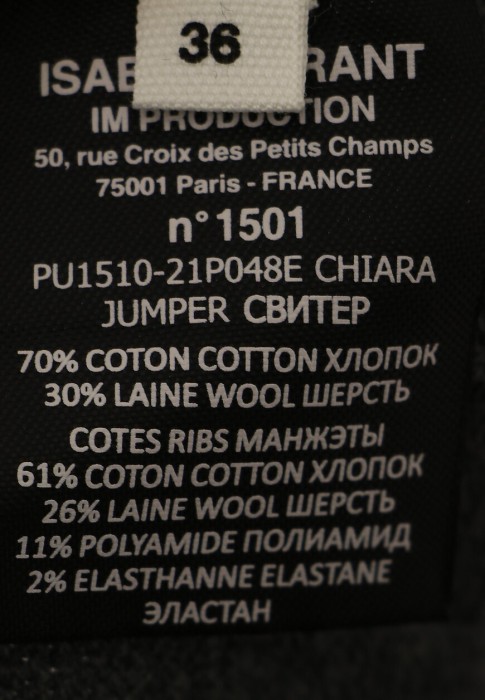 36
ISAB RANT
IM PRODUCTION
50, rue Croix des Petits Champs
75001 Paris - FRANCE
n° 1501
PU1510-21P048E CHIARA
JUMPER СВИТЕР
70% COTON COTTON ХЛОПОК
30% LAINE WOOL ШЕРСТЬ
COTES RIBS МАНЖЭТЫ
61% COTON COTTON ХЛОПОК
26% LAINE WOOL ШЕРСТЬ
11% POLYAMIDE ПОЛИАМИД
2% ELASTHANNE ELASTANE
ЭЛАСТАН